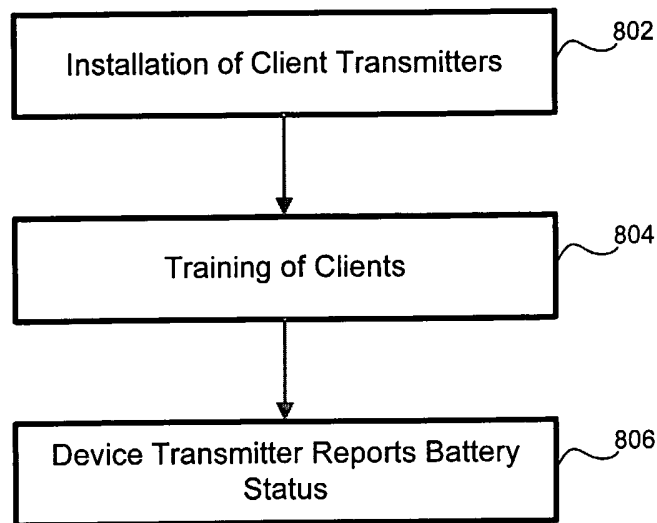 Installation of Client Transmitters
802
Training of Clients
804
Device Transmitter Reports Battery
Status
806